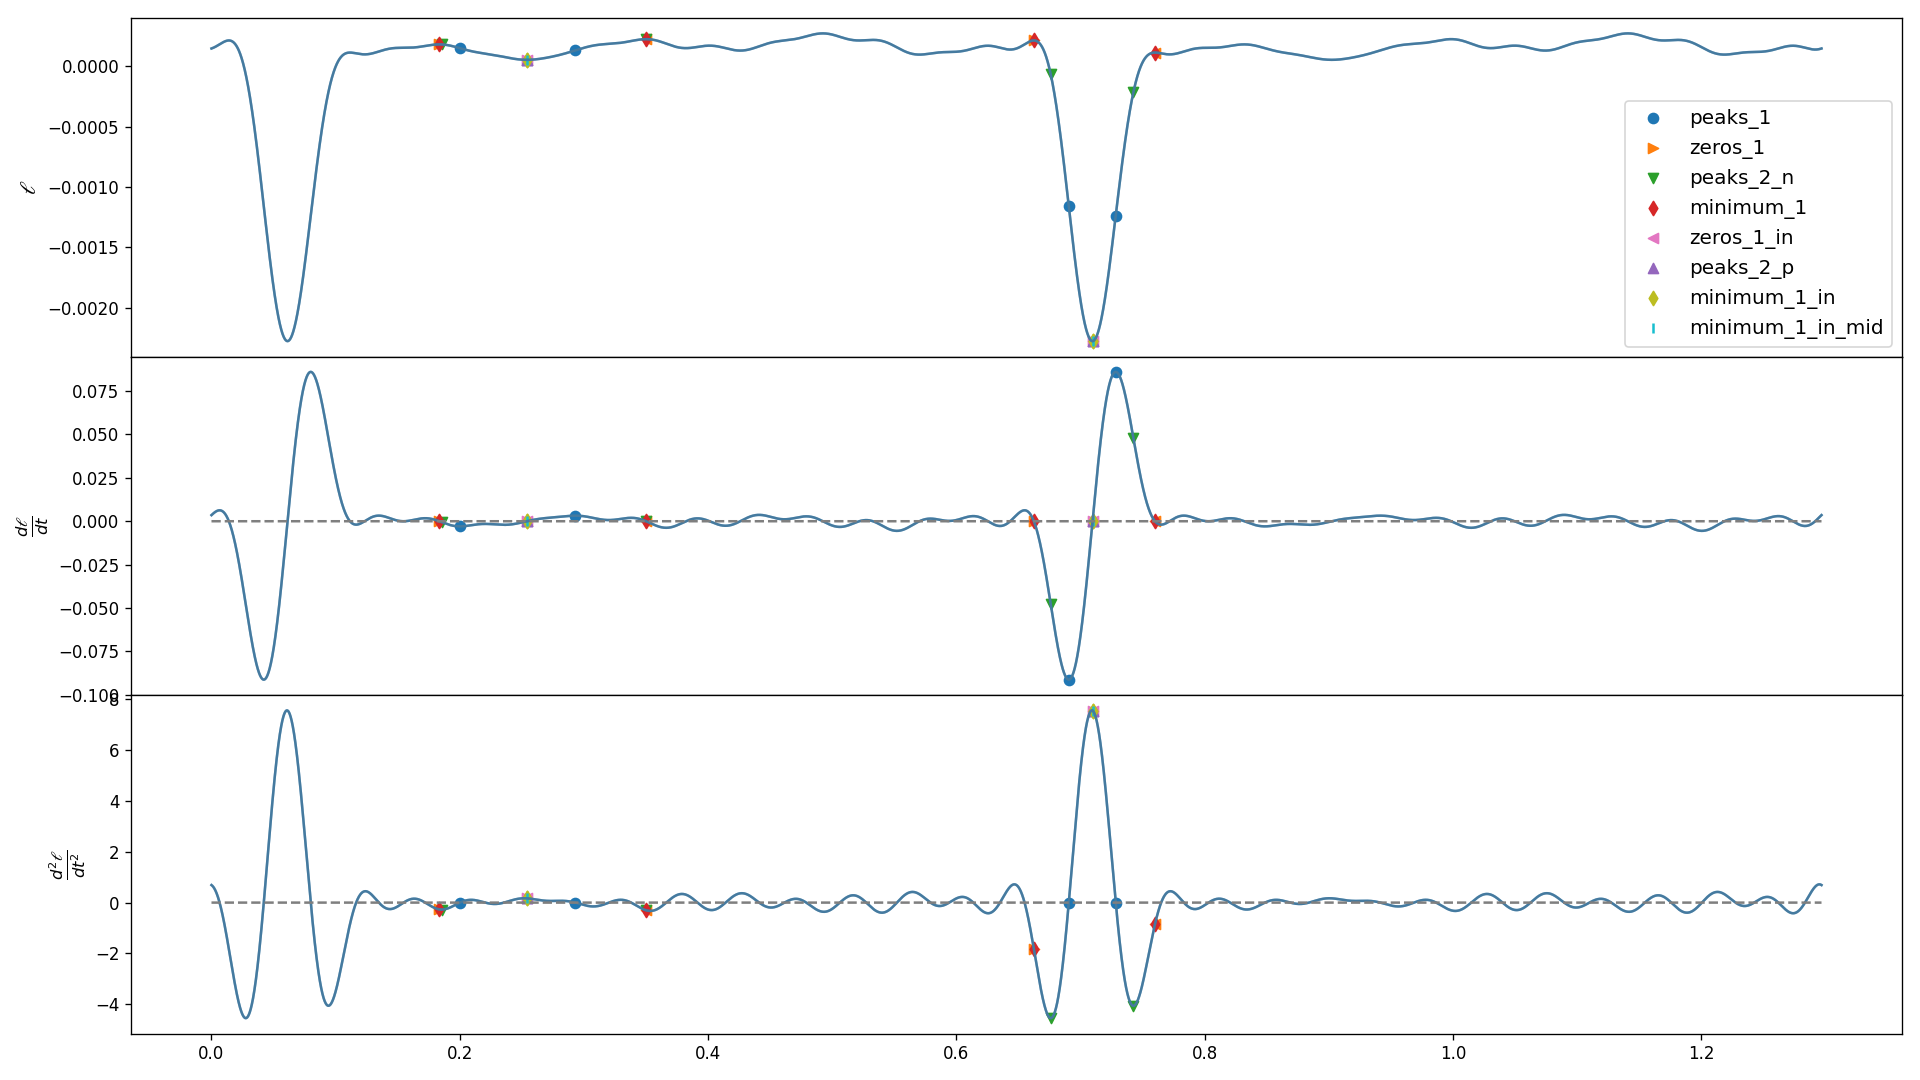 0.0000
−0.0005
−0.0010
−0.0015
−0.0020
ℓ
peaks_1
zeros_1
peaks_2_n
minimum_1
zeros_1_in
peaks_2_p
minimum_1_in
minimum_1_in_mid
0.075
0.050
0.025
0.000
−0.025
−0.050
−0.075
−0.100
dℓ
dt
8
6
4
2
0
−2
−4
d²ℓ
dt²
0.0 0.2 0.4 0.6 0.8 1.0 1.2